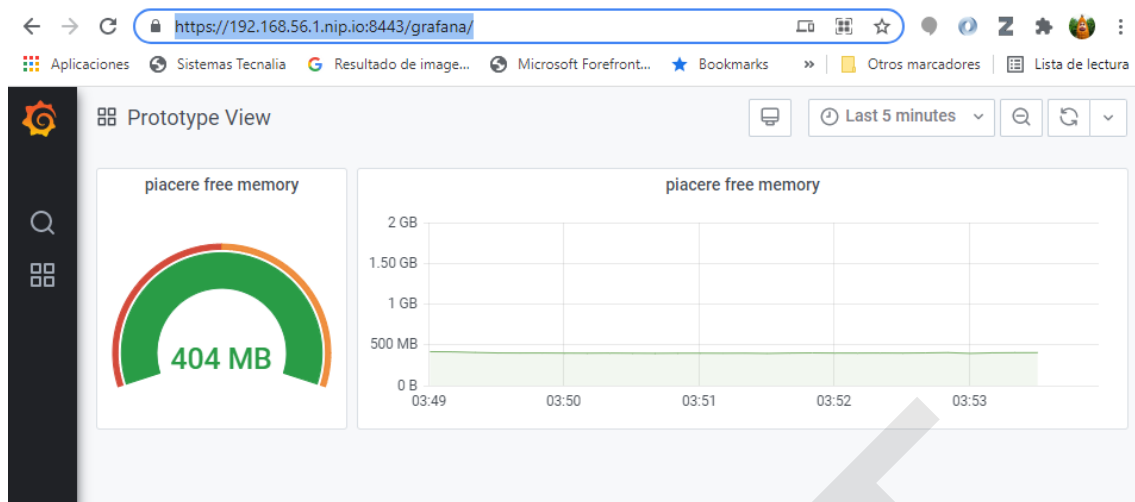 https://192.168.56.1.nip.io:8443/grafana/
Aplicaciones Sistemas Tecnalia G Resultado de image... Microsoft Forefront... Bookmarks » Otros marcadores Lista de lectura
Prototype View Last 5 minutes
piacere free memory
404 MB
piacere free memory
2 GB
1.50 GB
1 GB
500 MB
0 B
03:49 03:50 03:51 03:52 03:53